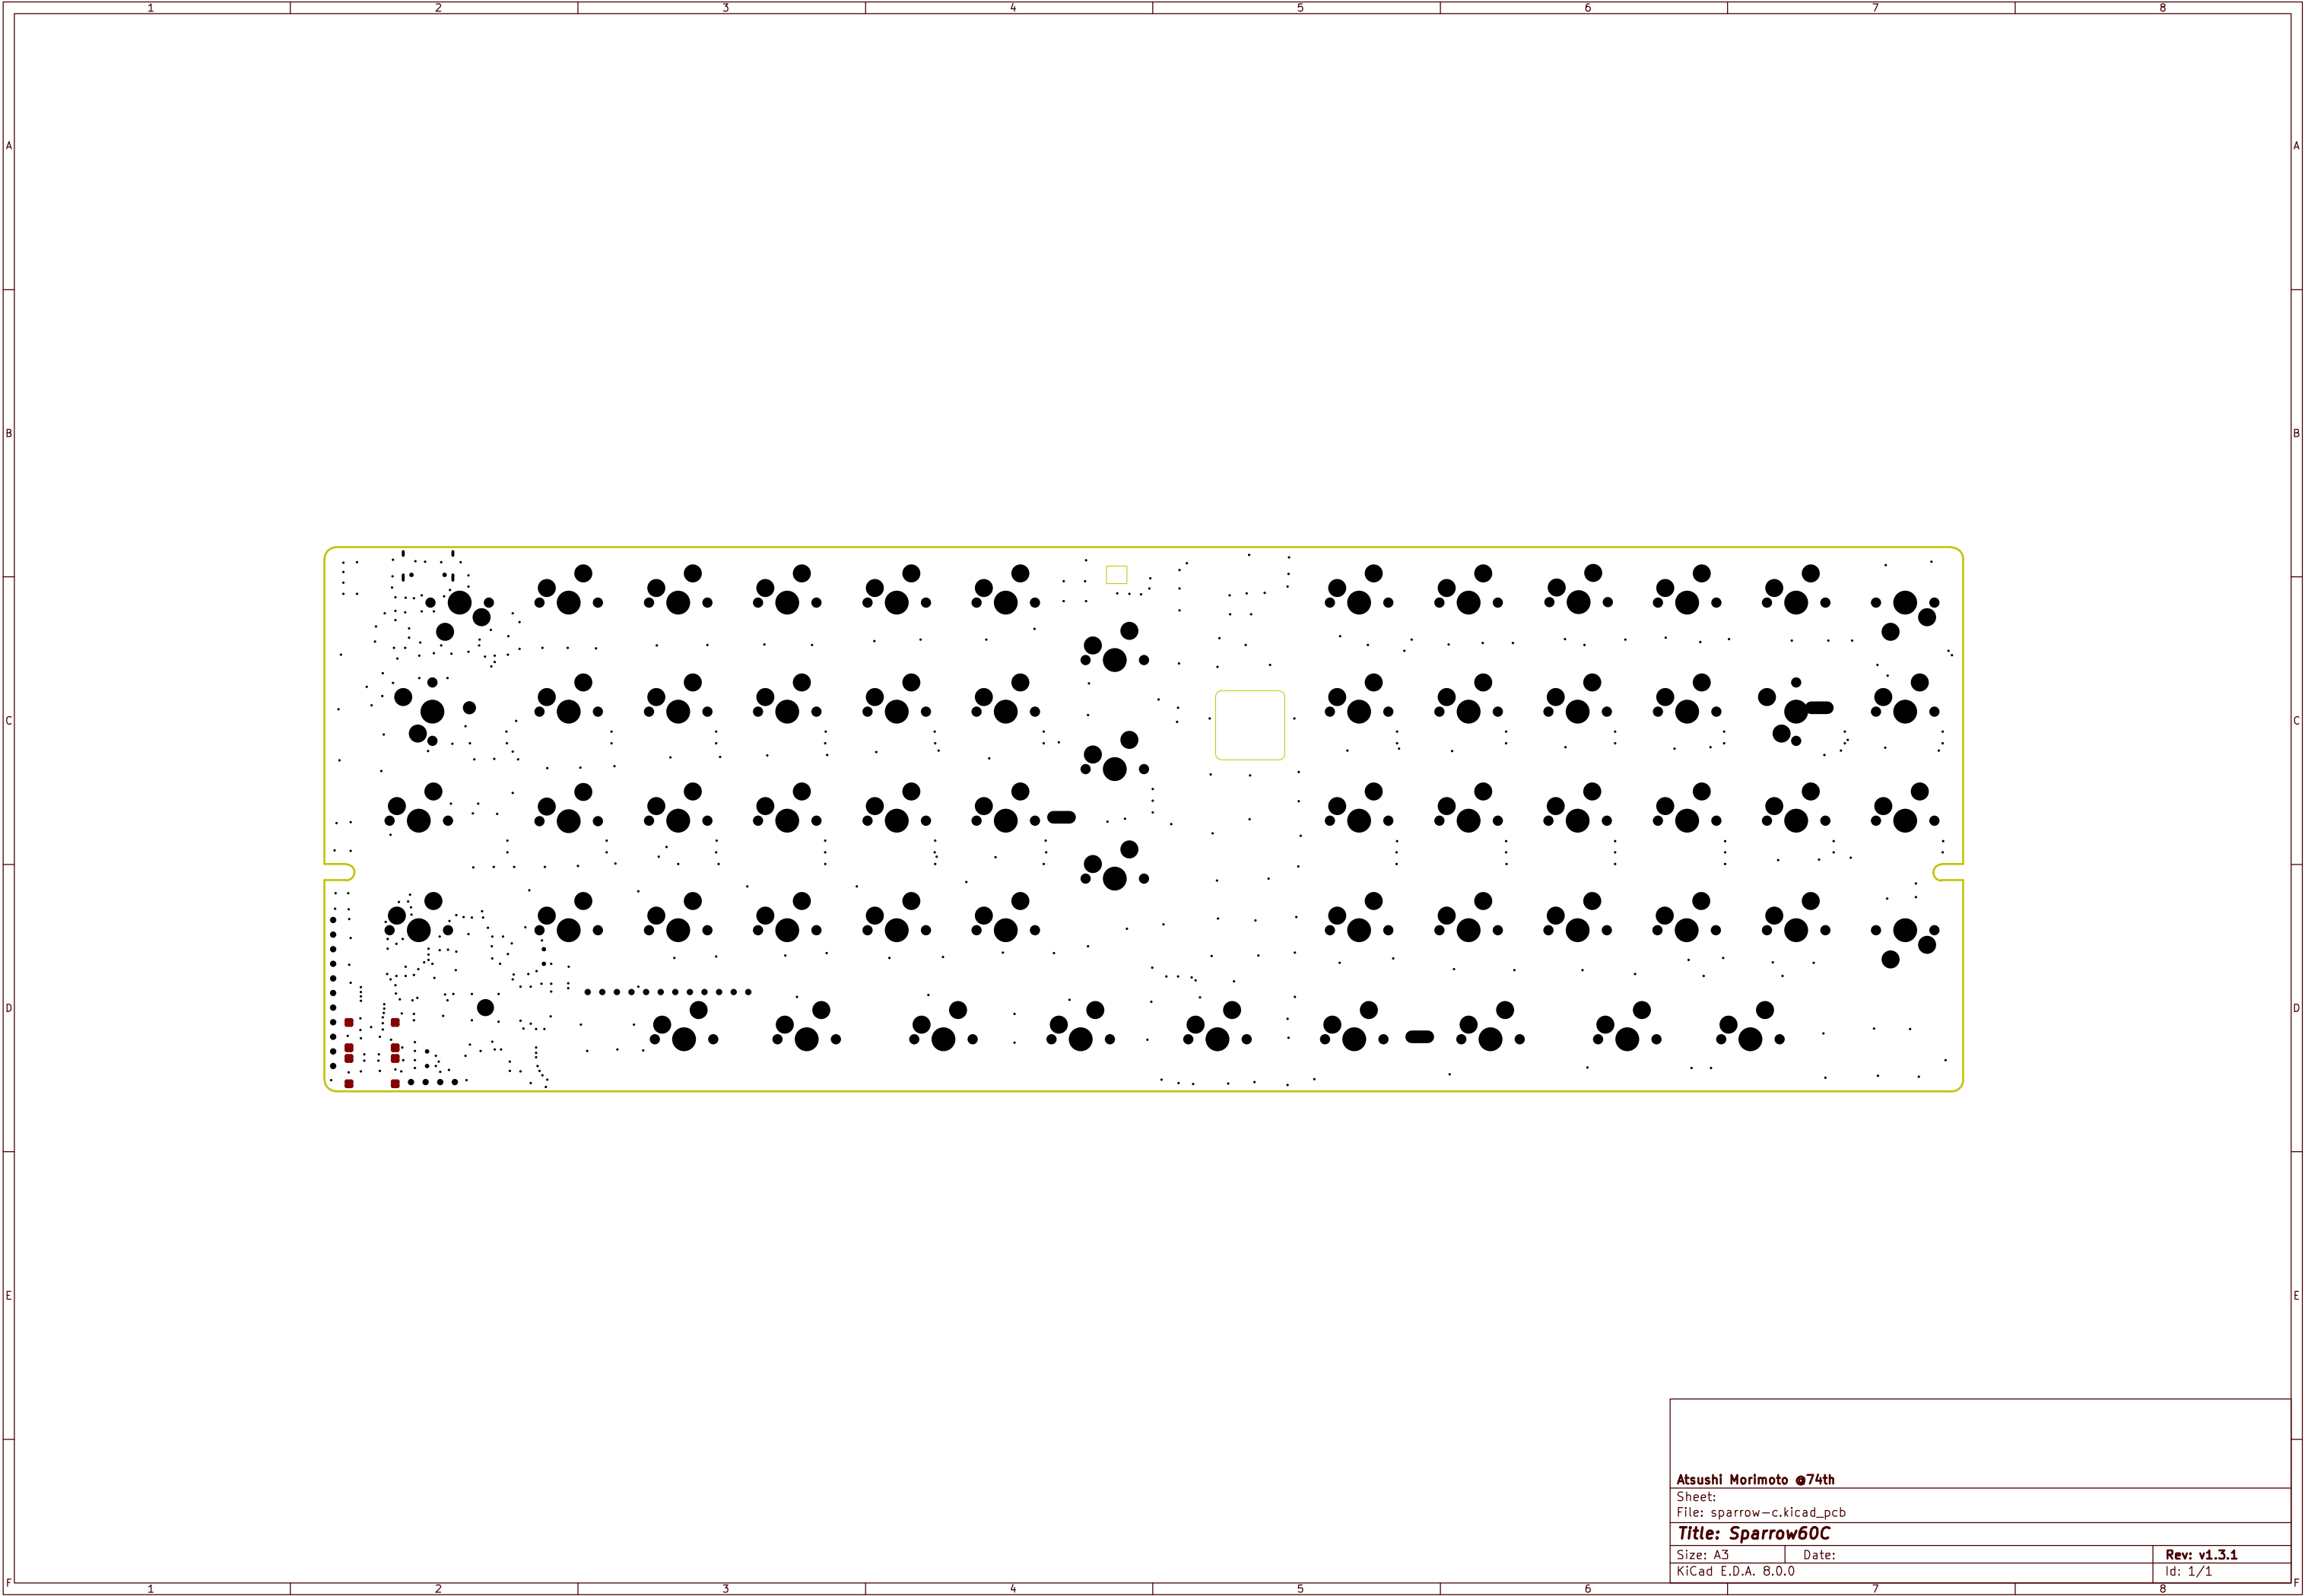 1 2 3 4 5 6 7 8
A A
B B
C C
D D
E E
Atsushi Morimoto @74th
Sheet:
File: sparrow-c.kicad_pcb
Title: Sparrow60C
Size: A3 Date: Rev: v1.3.1
KiCad E.D.A. 8.0.0 Id: 1/1
F F
1 2 3 4 5 6 7 8